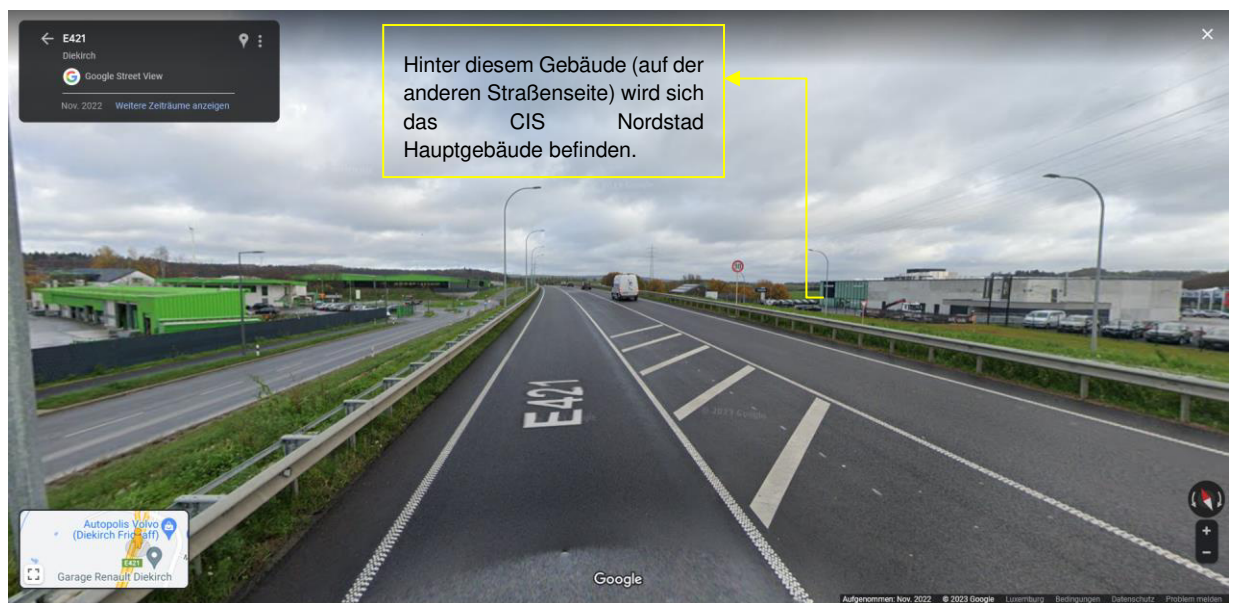 E421
Diekirch
Google Street View
Nov. 2022 Weitere Zeiträume anzeigen
Hinter diesem Gebäude (auf der
anderen Straßenseite) wird sich
das CIS Nordstad
Hauptgebäude befinden.
E421
Autopolis Volvo
(Diekirch Fridhaff)
E421
Garage Renault Diekirch
Google
Aufgenommen: Nov. 2022 © 2023 Google Luxemburg Bedingungen Datenschutz Problem melden